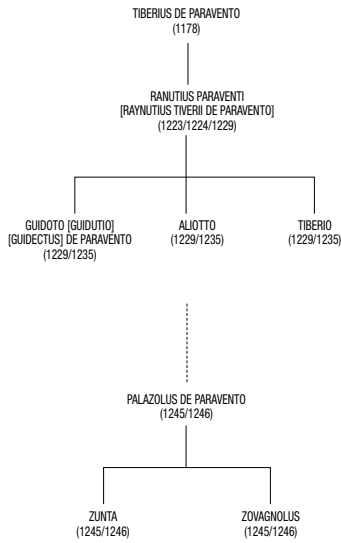 TIBERIUS DE PARAVENTO
(1178)
RANUTIUS PARAVENTI
[RAYNUTIUS TIVERII DE PARAVENTO]
(1223/1224/1229)
GUIDOTO [GUIDUTIO]
[GUIDECTUS] DE PARAVENTO
(1229/1235)
ALIOTTO
(1229/1235)
TIBERIO
(1229/1235)
PALAZOLUS DE PARAVENTO
(1245/1246)
ZUNTA
(1245/1246)
ZOVAGNOLUS
(1245/1246)